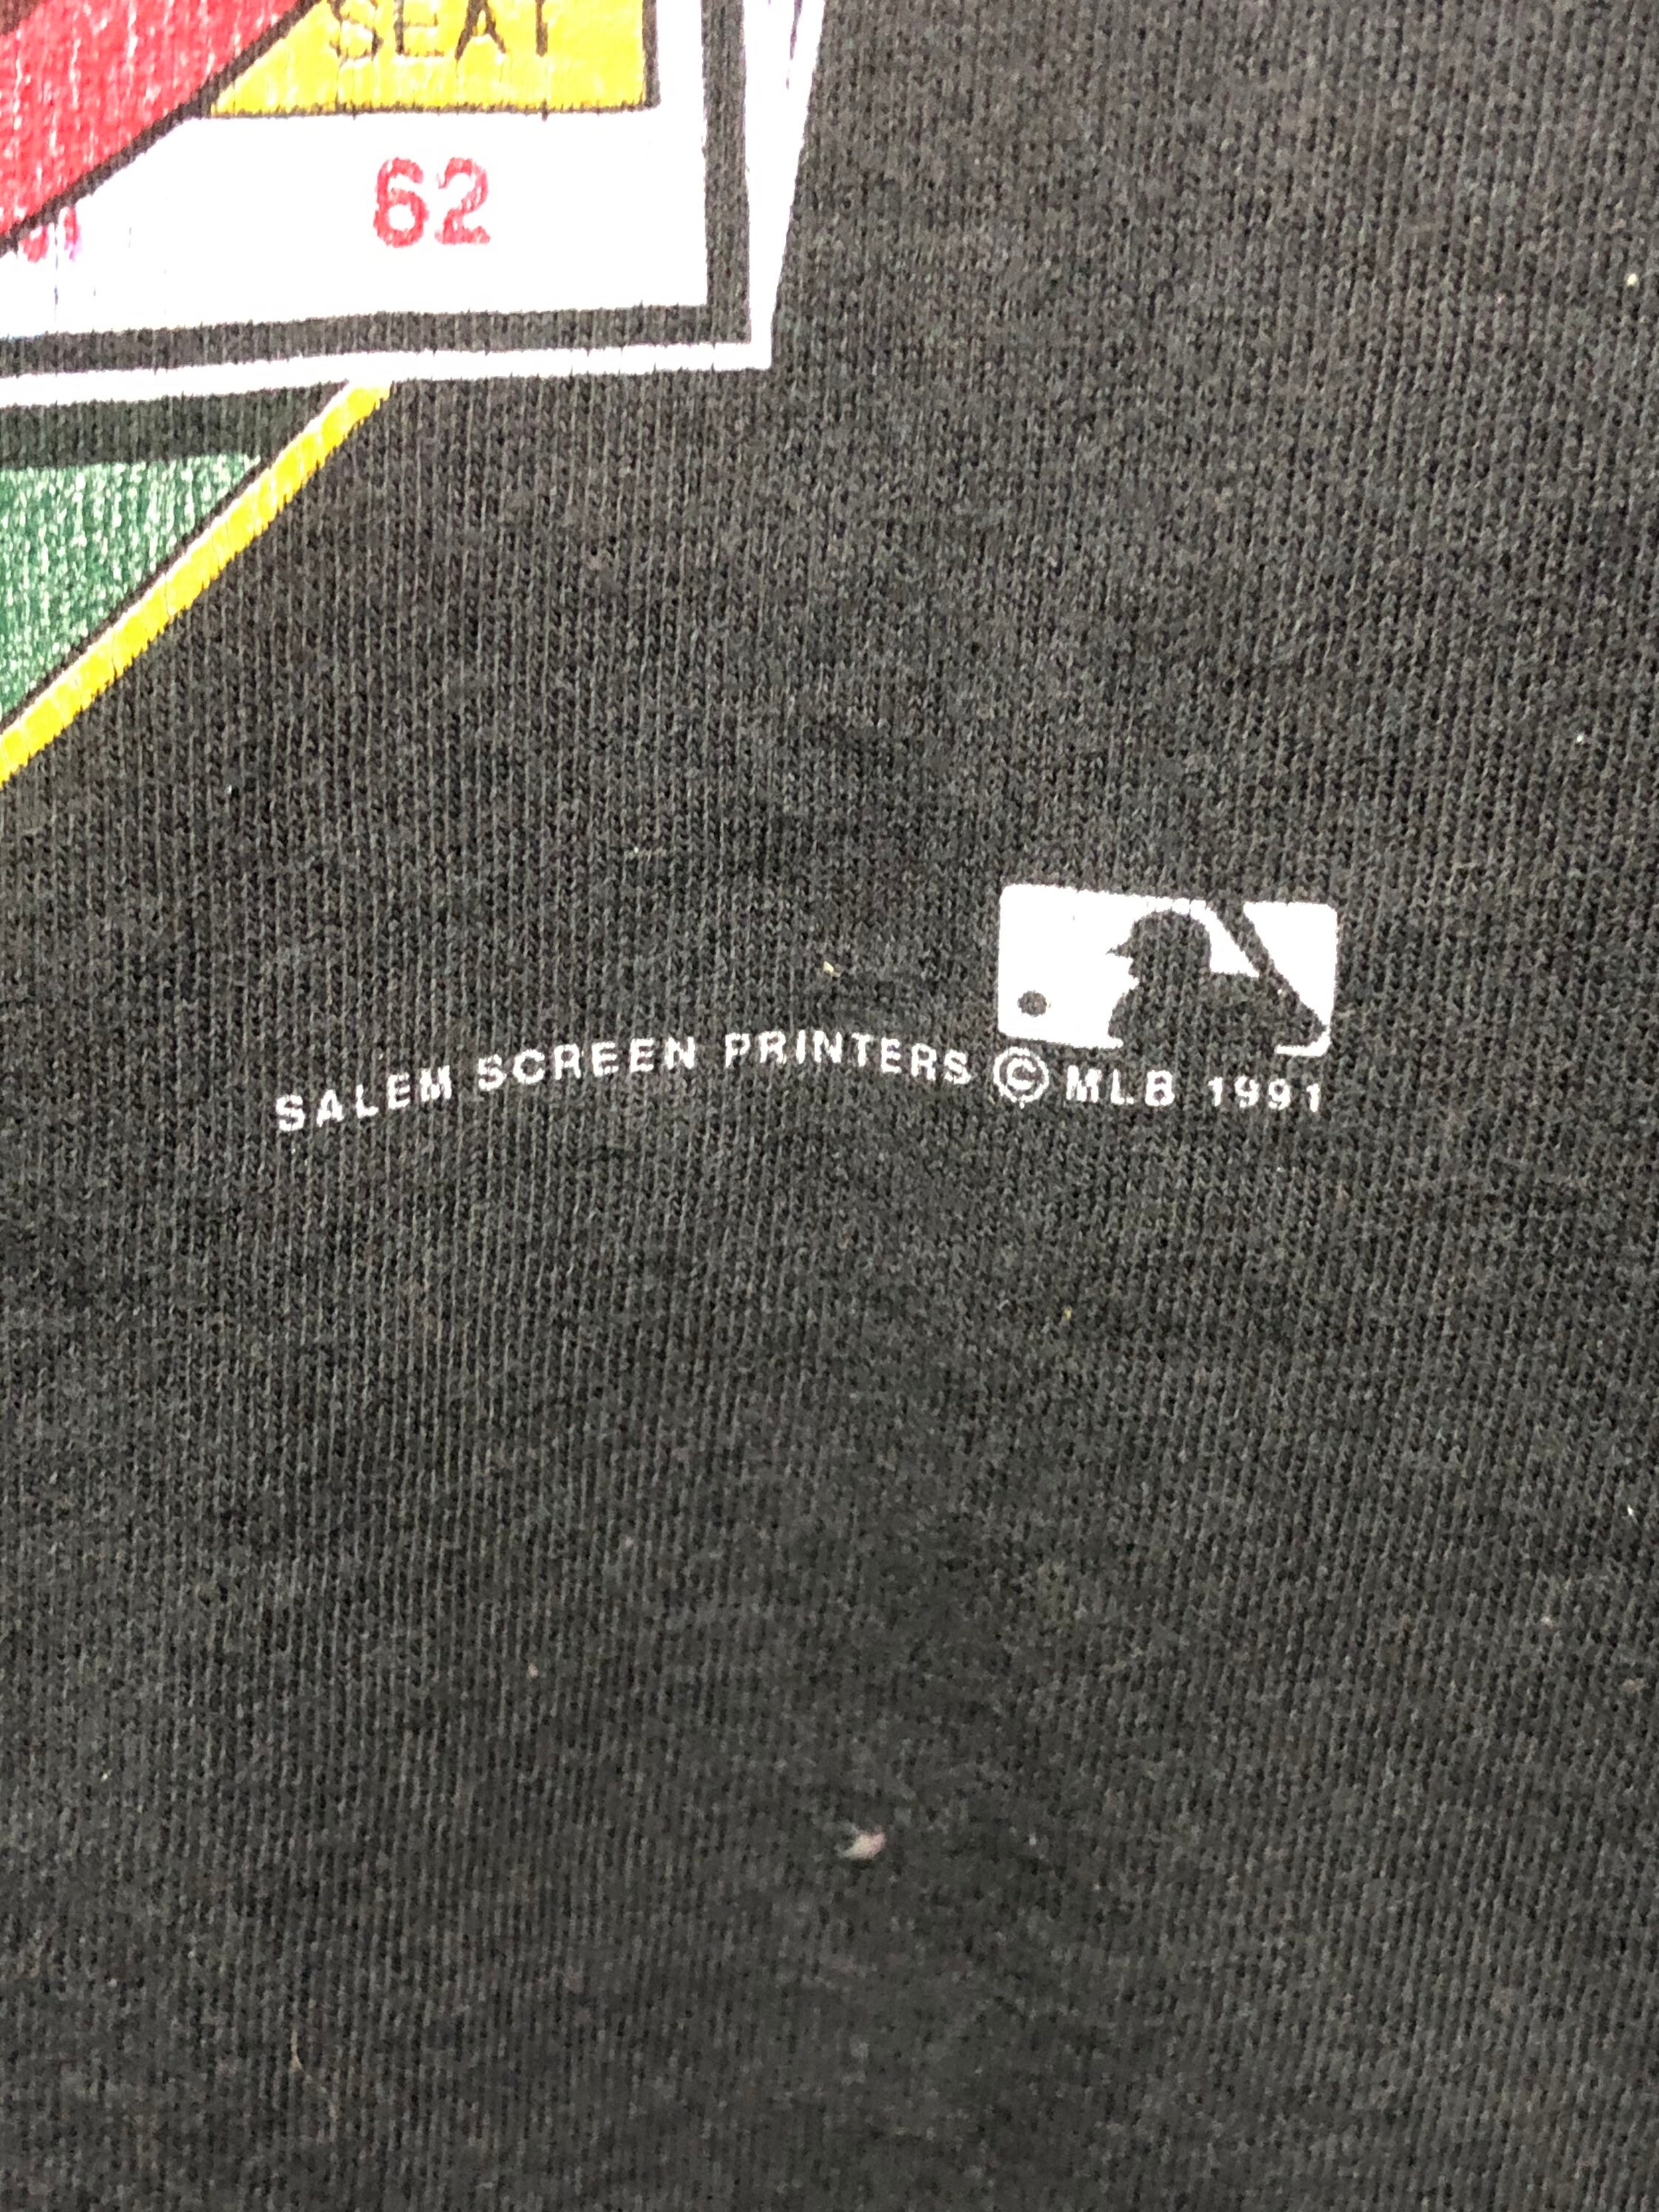 SEAT
62
SALEM SCREEN PRINTERS © MLB 1991